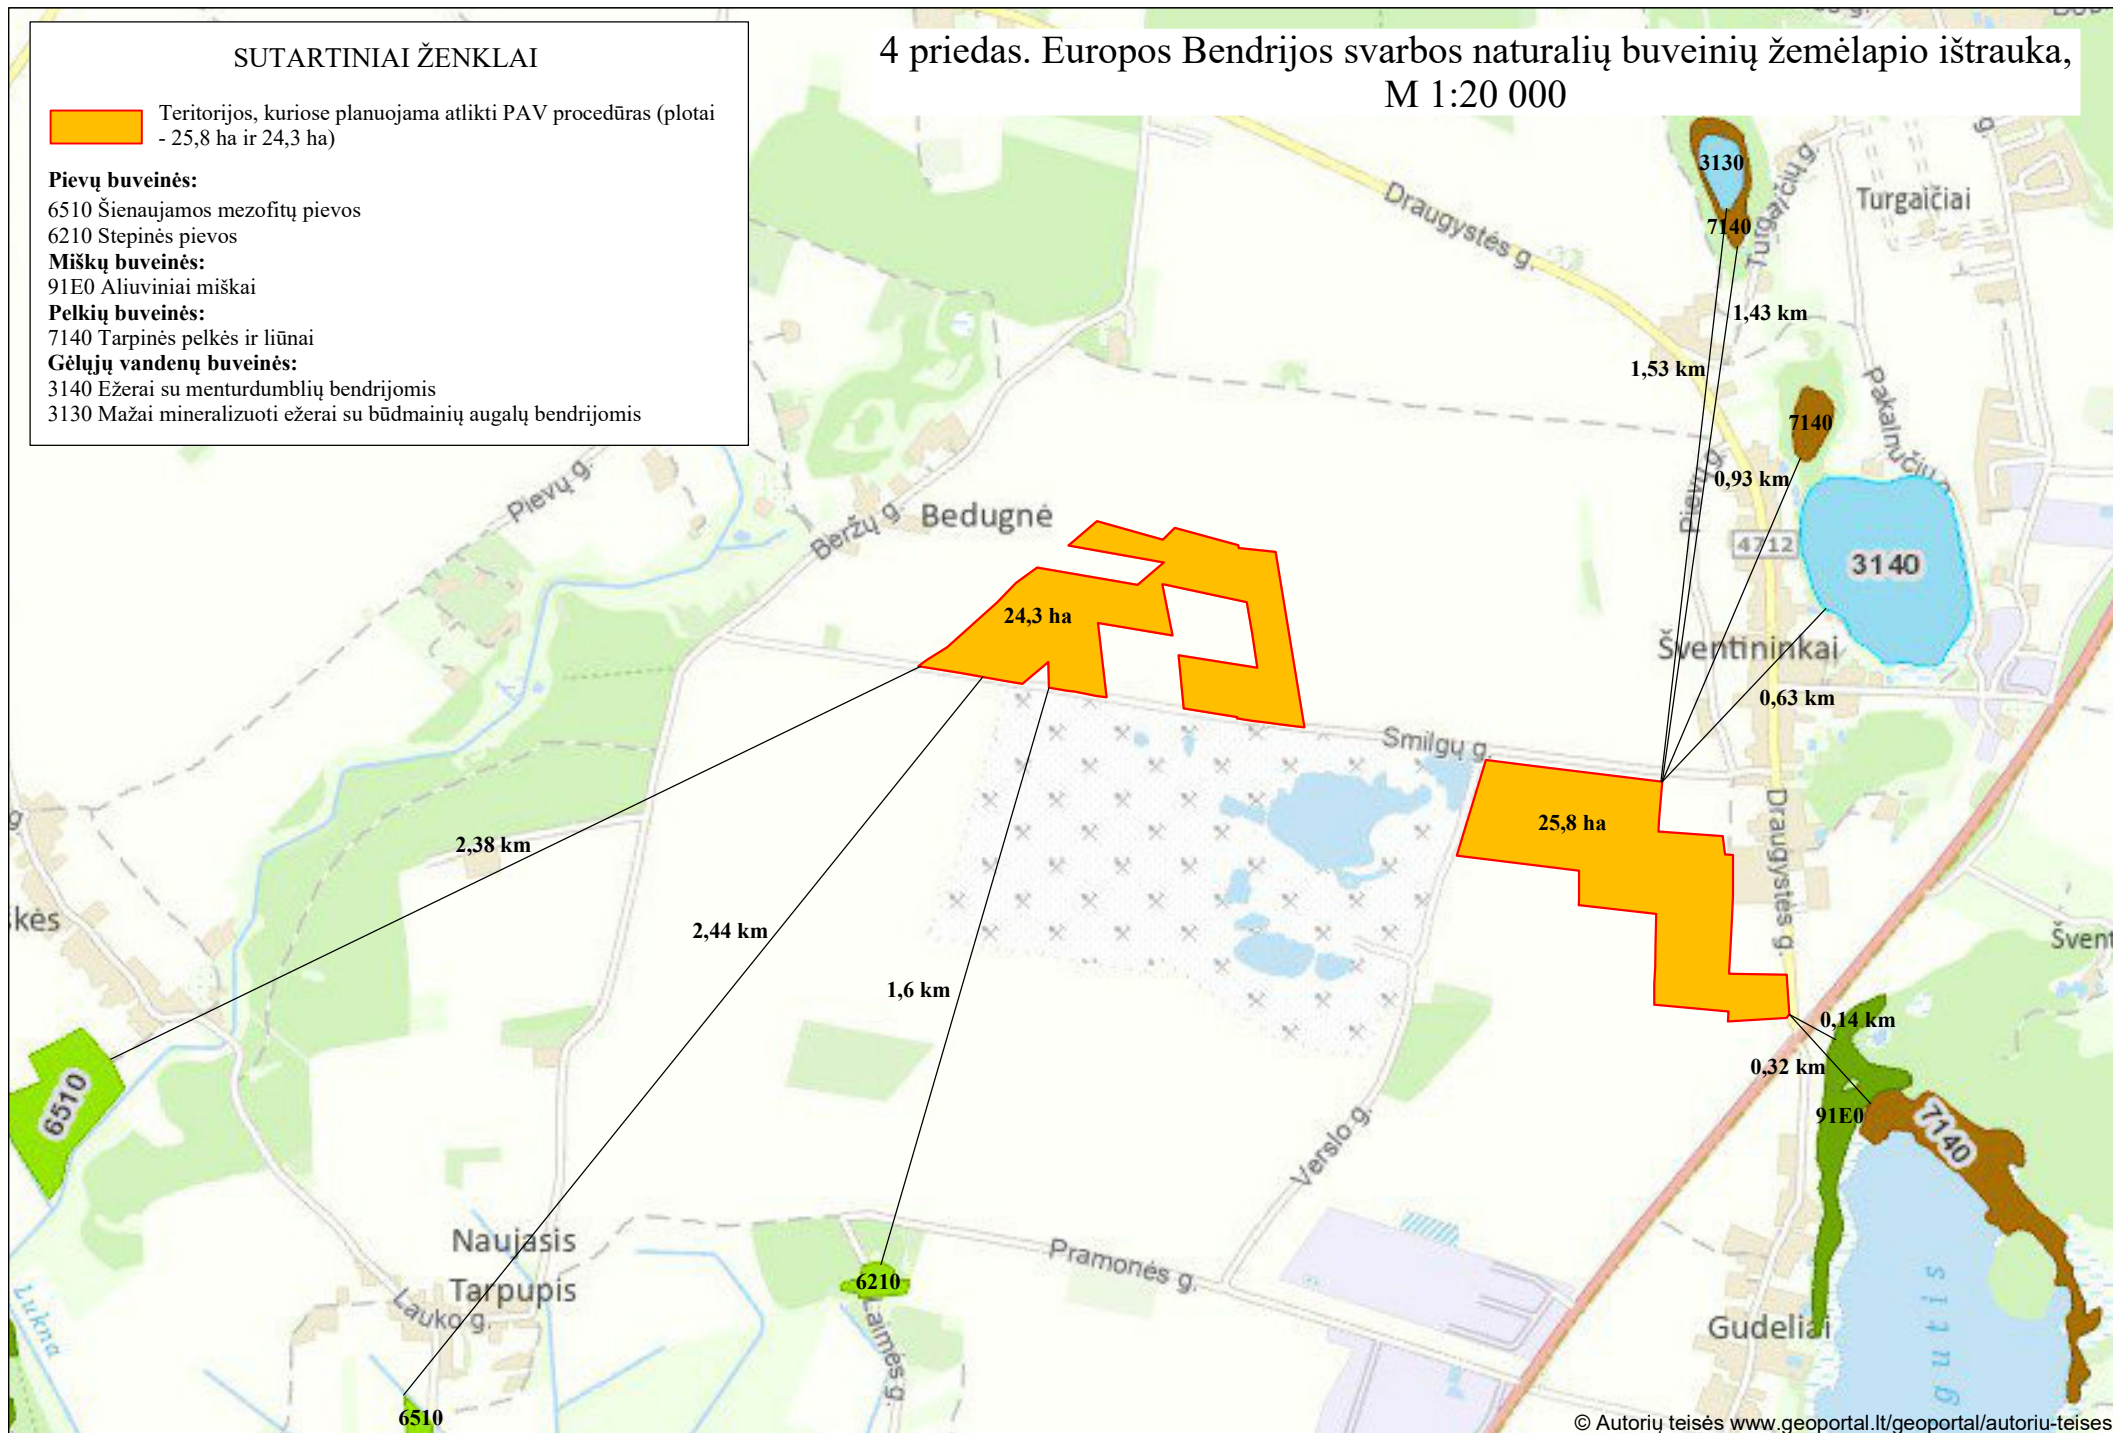 SUTARTINIAI ŽENKLAI
Teritorijos, kuriose planuojama atlikti PAV procedūras (plotai
- 25,8 ha ir 24,3 ha)
Pievų buveinės:
6510 Šienaujamos mezofitų pievos
6210 Stepinės pievos
Miškų buveinės:
91E0 Aliuviniai miškai
Pelkių buveinės:
7140 Tarpinės pelkės ir liūnai
Gėlųjų vandenų buveinės:
3140 Ežerai su menturdumblių bendrijomis
3130 Mažai mineralizuoti ežerai su būdmainių augalų bendrijomis
4 priedas. Europos Bendrijos svarbos naturalių buveinių žemėlapio ištrauka,
M 1:20 000
3130
7140
Turgaičių g.
Turgaičiai
Draugystės g.
1,43 km
1,53 km
7140
Pakalnučių g.
Pievų g.
0,93 km
Pievų g.
Beržų g.
Bedugnė
4712
3140
24,3 ha
Šventininkai
0,63 km
Smilgų g.
25,8 ha
Draugystės g.
2,38 km
2,44 km
1,6 km
kės
g.
Švent
0,14 km
0,32 km
91E0
7140
6510
Verslo g.
Naujasis
Tarpupis
Lauko g.
Lukna
6210
Laimės g.
Pramonės g.
Gudeliai
gutis
6510
© Autorių teisės www.geoportal.lt/geoportal/autoriu-teises